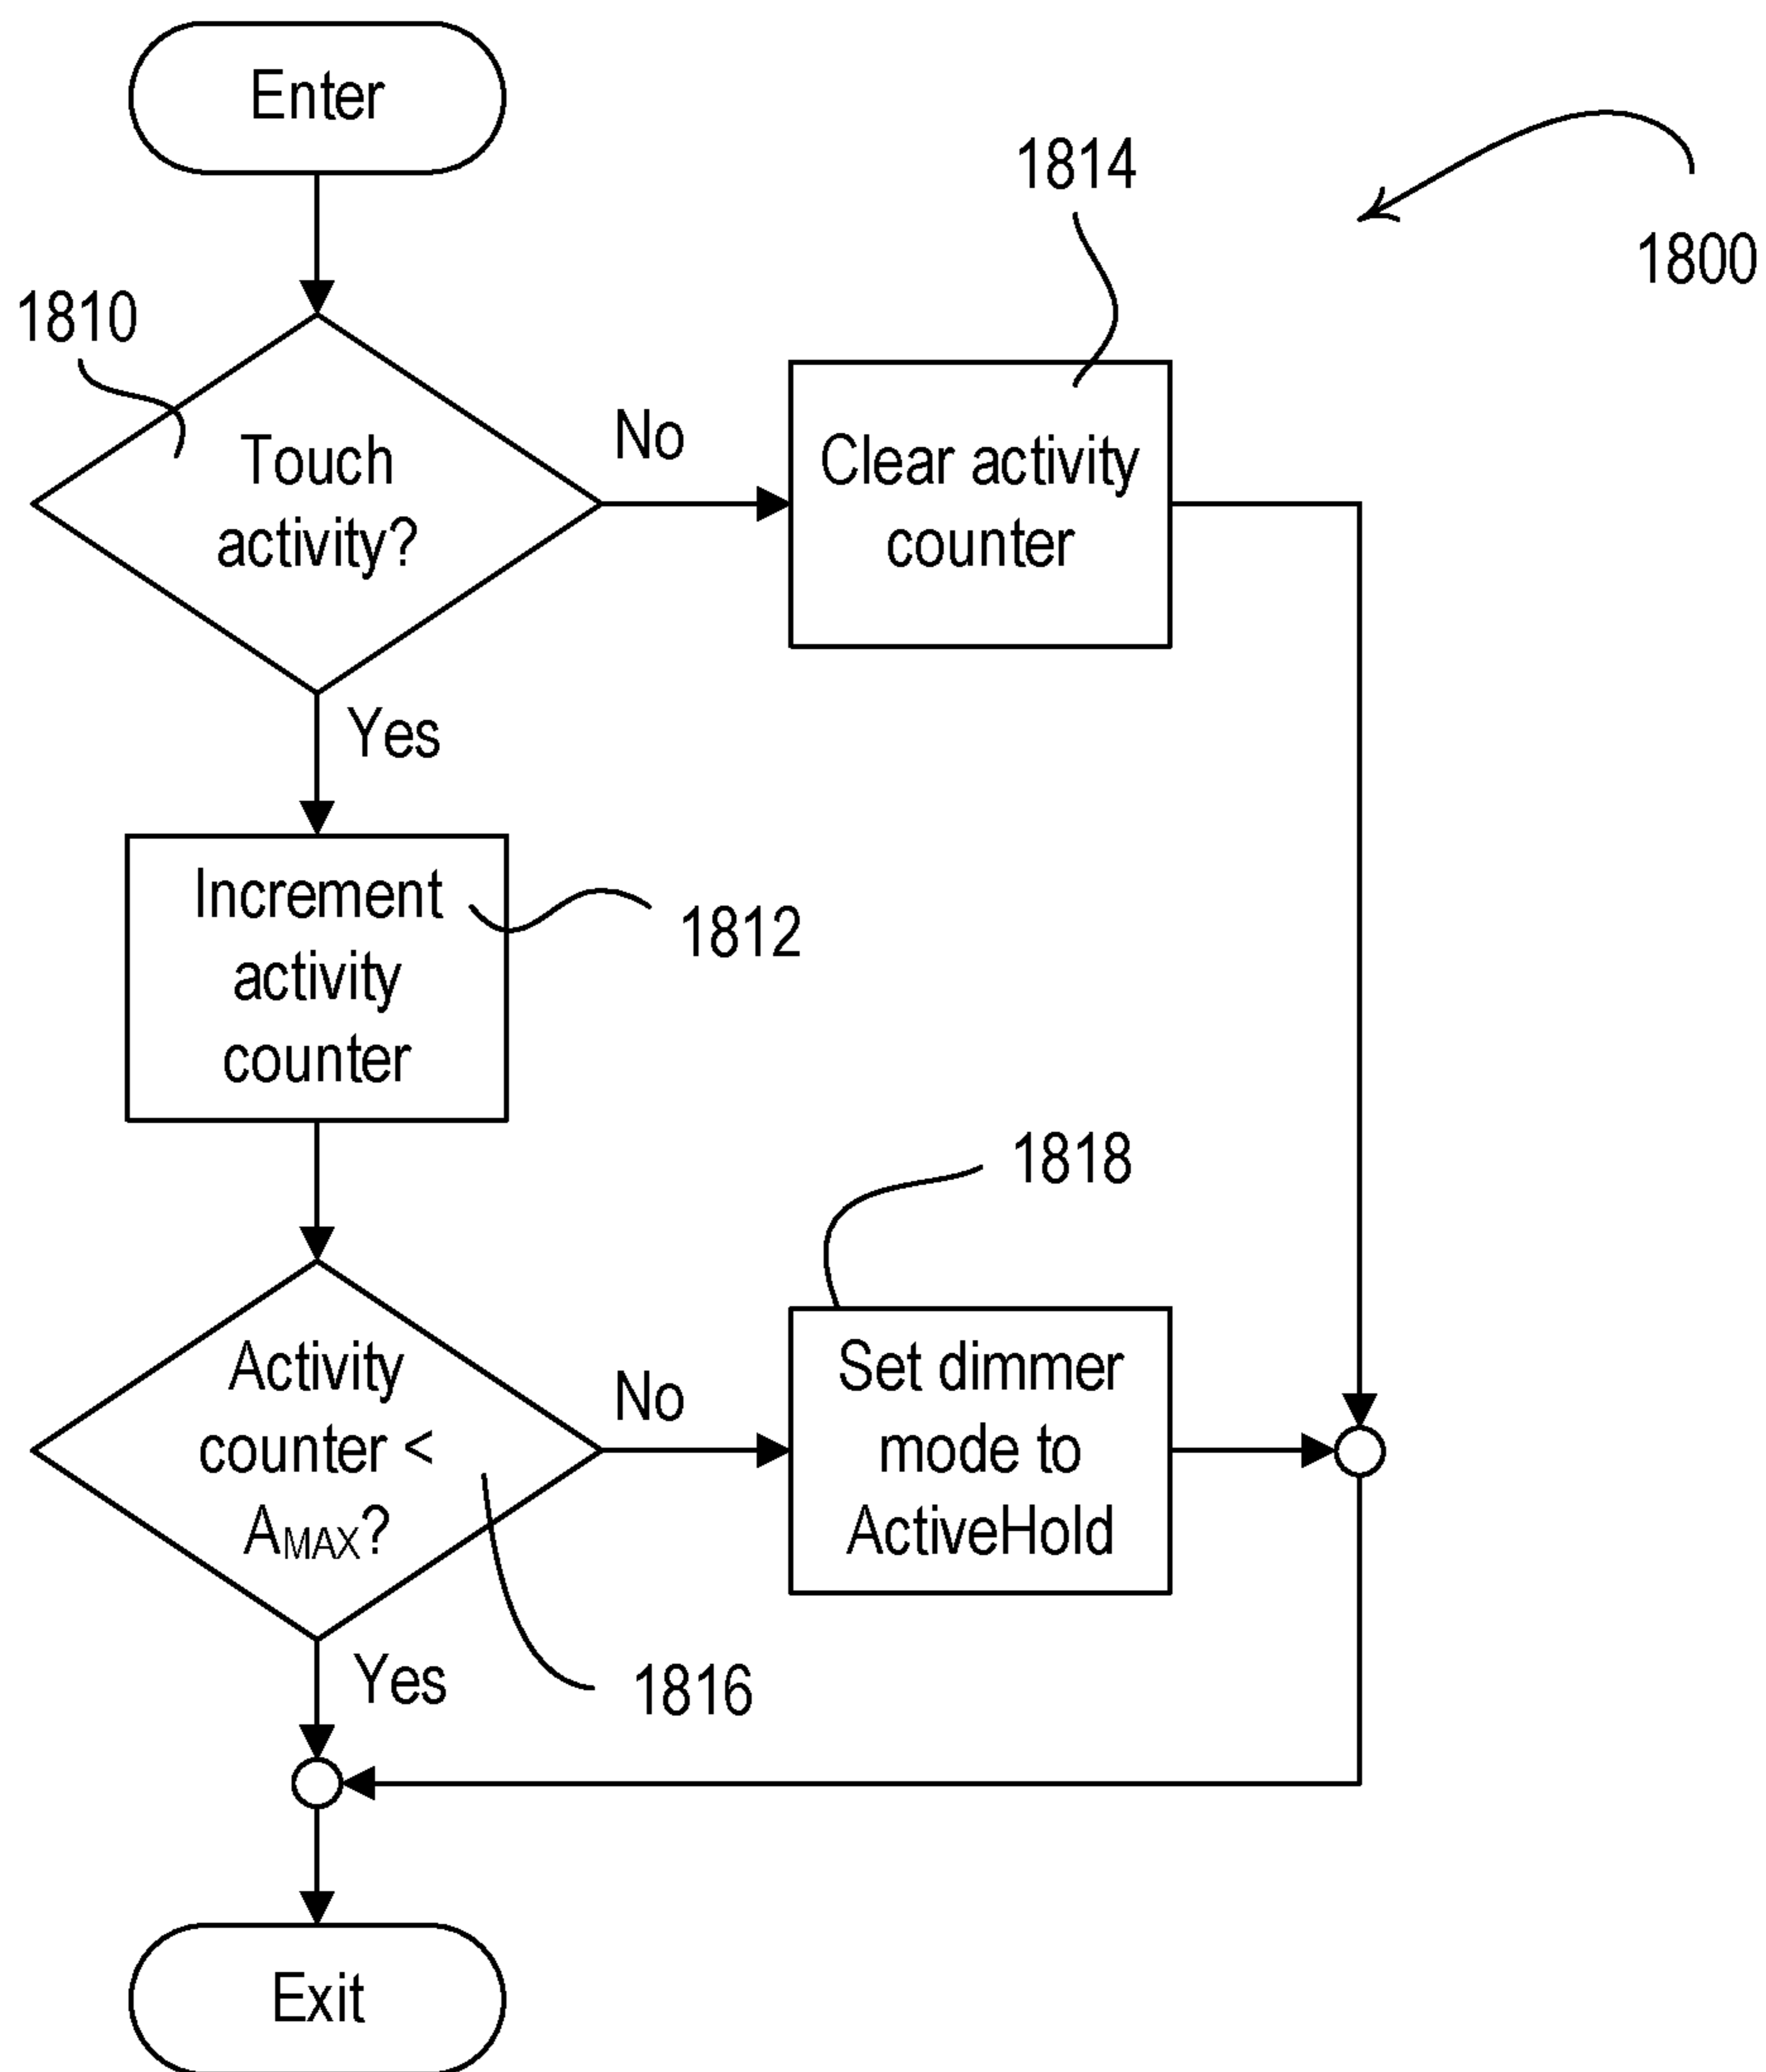 Enter
1814
1800
1810
Touch
activity?
No
Clear activity
counter
Yes
Increment
activity
counter
1812
1818
Activity
counter <
AMAX?
No
Set dimmer
mode to
ActiveHold
Yes
1816
Exit